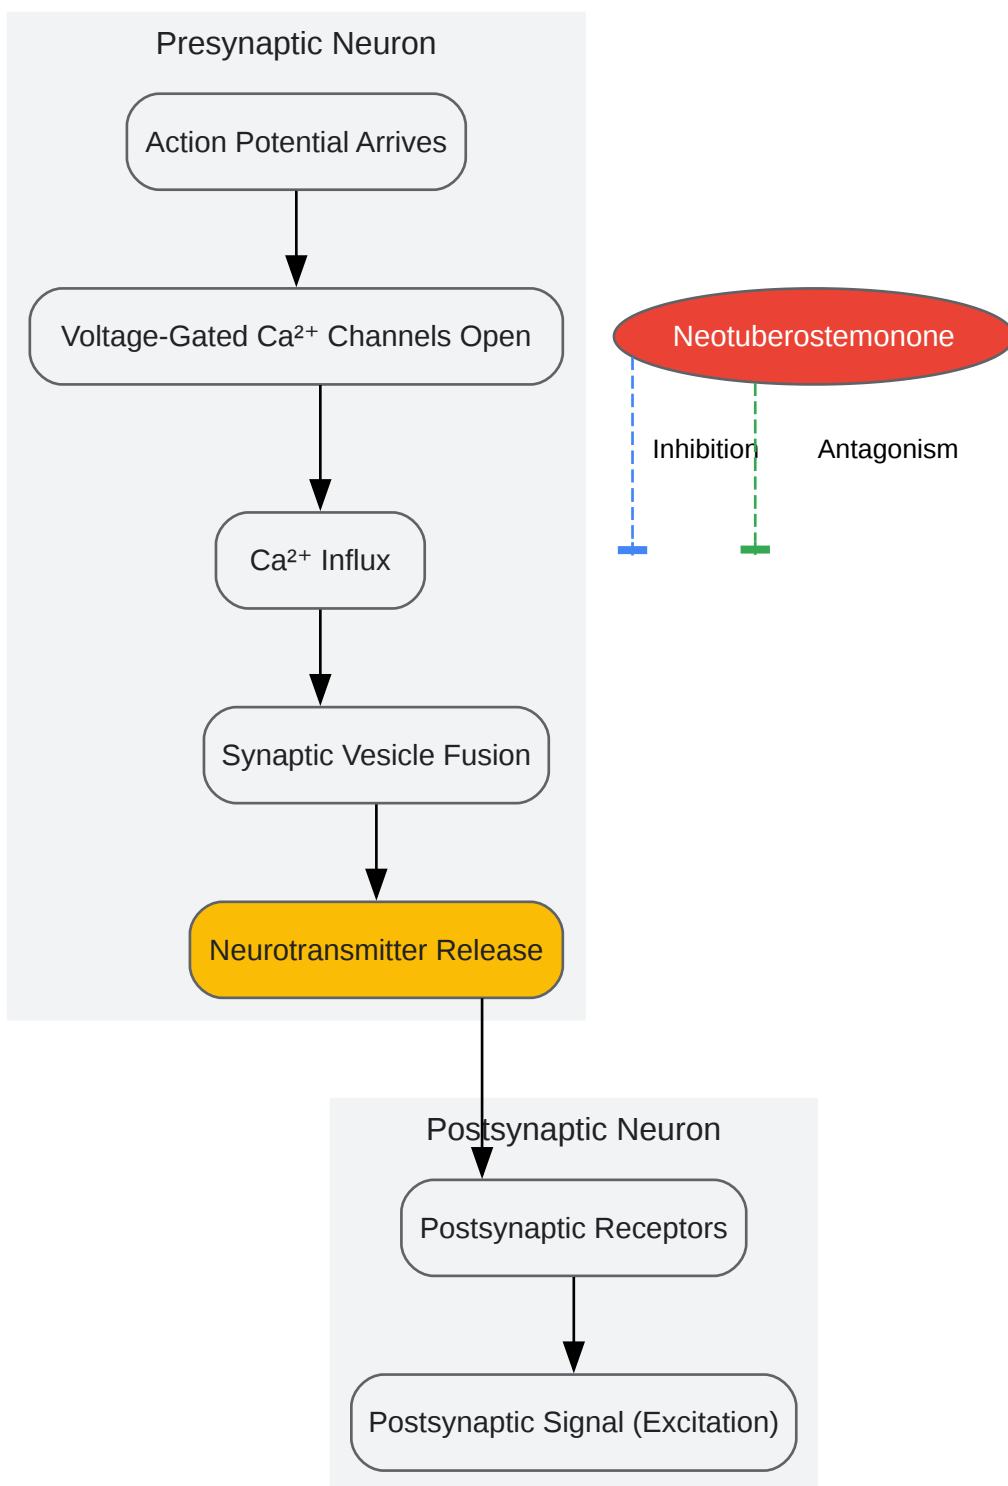 Presynaptic Neuron
Action Potential Arrives
Voltage-Gated Ca²⁺ Channels Open
Neotuberostemonone
Inhibition
Antagonism
Ca²⁺ Influx
Synaptic Vesicle Fusion
Neurotransmitter Release
Postsynaptic Neuron
Postsynaptic Receptors
Postsynaptic Signal (Excitation)